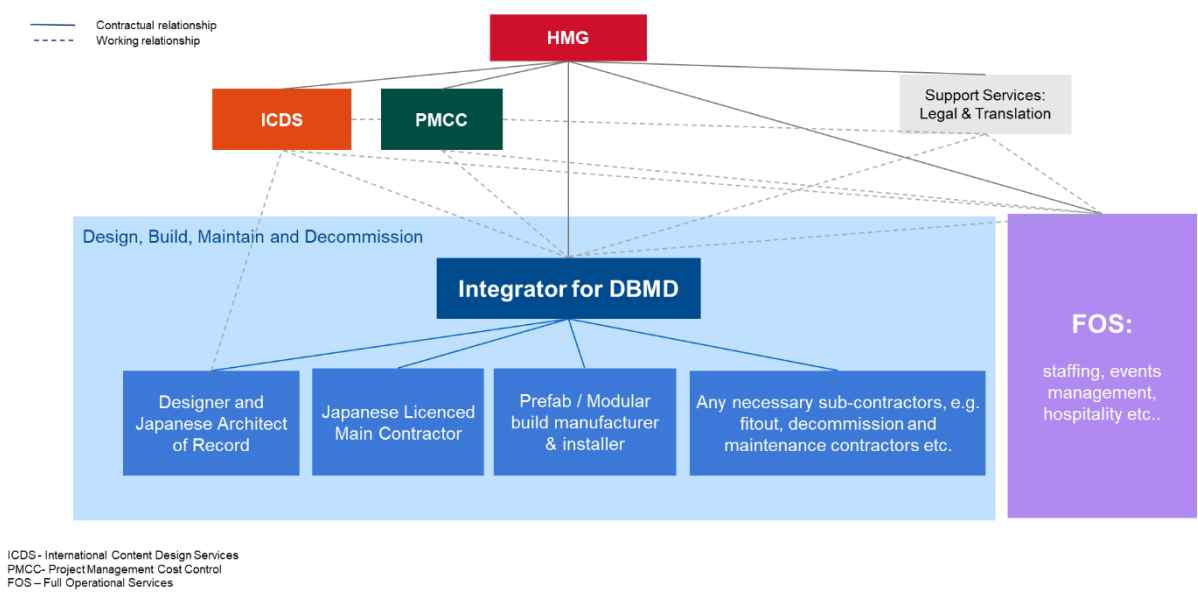 Contractual relationship
Working relationship
HMG
ICDS
PMCC
Support Services:
Legal & Translation
Design, Build, Maintain and Decommission
Integrator for DBMD
Designer and
Japanese Architect
of Record
Japanese Licenced
Main Contractor
Prefab / Modular
build manufacturer
& installer
Any necessary sub-contractors, e.g.
fitout, decommission and
maintenance contractors etc.
FOS:
staffing, events
management,
hospitality etc..
ICDS - International Content Design Services
PMCC- Project Management Cost Control
FOS – Full Operational Services